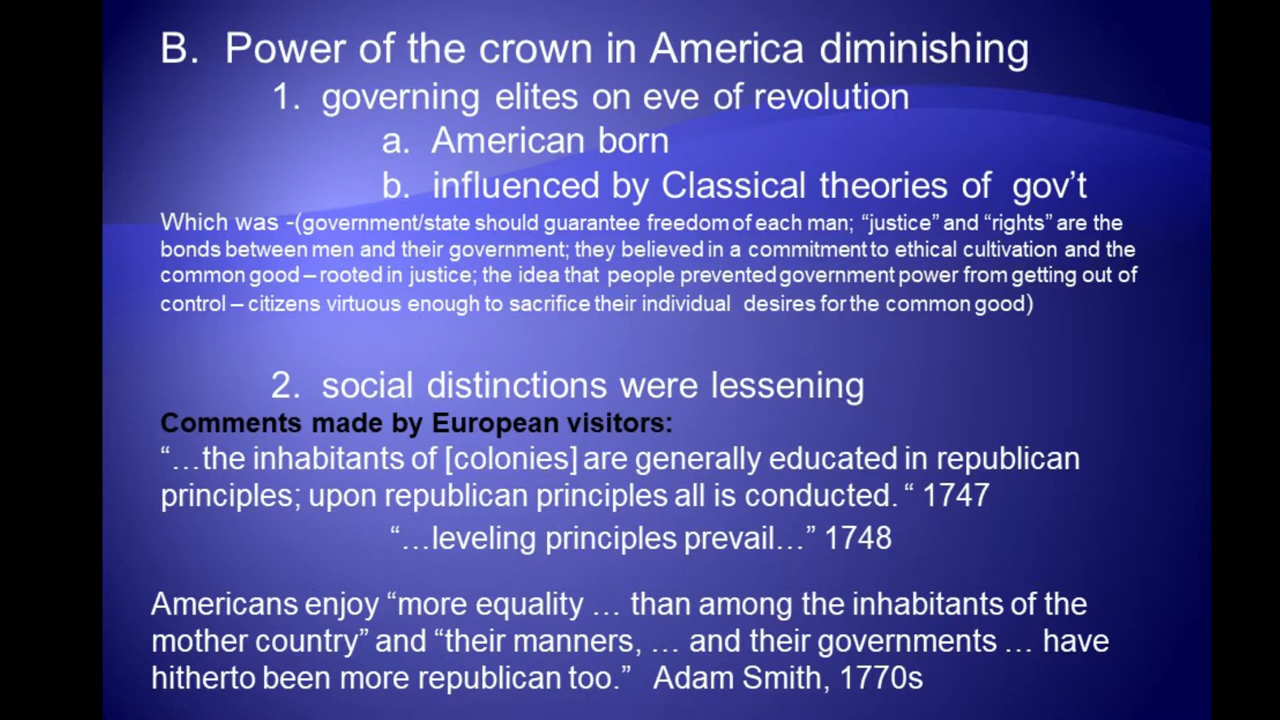 B. Power of the crown in America diminishing
1. governing elites on eve of revolution
a. American born
b. influenced by Classical theories of gov’t
Which was -(government/state should guarantee freedom of each man; “justice” and “rights” are the
bonds between men and their government; they believed in a commitment to ethical cultivation and the
common good – rooted in justice; the idea that people prevented government power from getting out of
control – citizens virtuous enough to sacrifice their individual desires for the common good)
2. social distinctions were lessening
Comments made by European visitors:
“…the inhabitants of [colonies] are generally educated in republican
principles; upon republican principles all is conducted. “ 1747
“…leveling principles prevail…” 1748
Americans enjoy “more equality … than among the inhabitants of the
mother country” and “their manners, … and their governments … have
hitherto been more republican too.” Adam Smith, 1770s